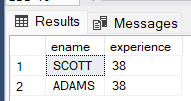 Results Messages
ename experience
1 SCOTT 38
2 ADAMS 38